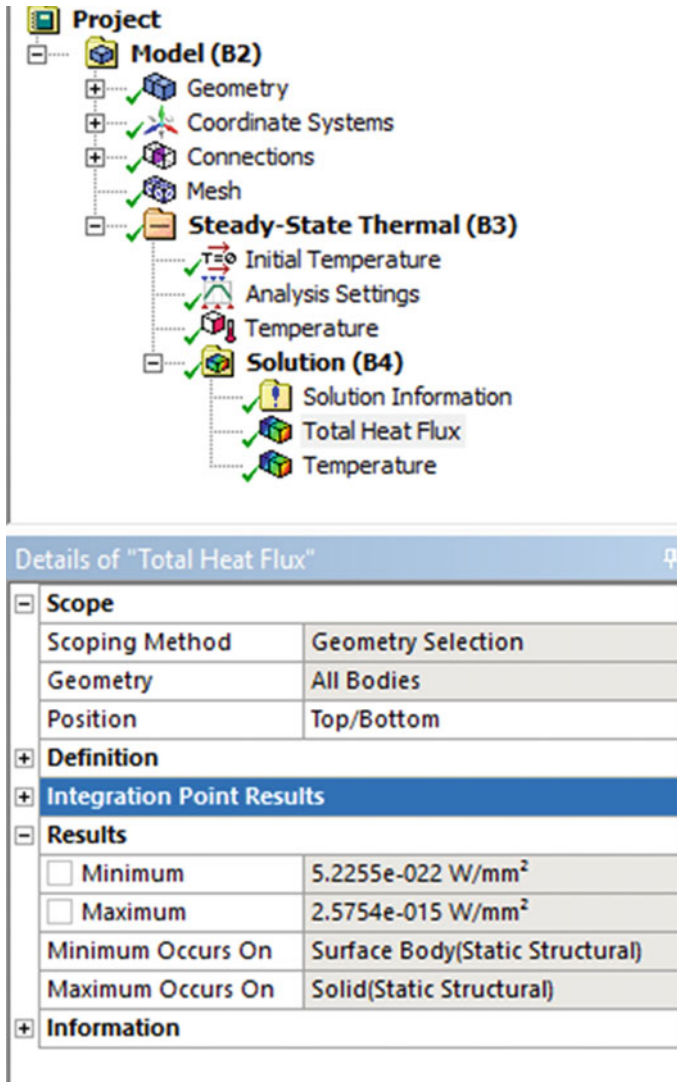 Project
Model (B2)
Geometry
Coordinate Systems
Connections
Mesh
Steady-State Thermal (B3)
T=0 Initial Temperature
Analysis Settings
Temperature
Solution (B4)
Solution Information
Total Heat Flux
Temperature
Details of "Total Heat Flux"
Scope
Scoping Method Geometry Selection
Geometry All Bodies
Position Top/Bottom
Definition
Integration Point Results
Results
Minimum 5.2255e-022 W/mm²
Maximum 2.5754e-015 W/mm²
Minimum Occurs On Surface Body(Static Structural)
Maximum Occurs On Solid(Static Structural)
Information